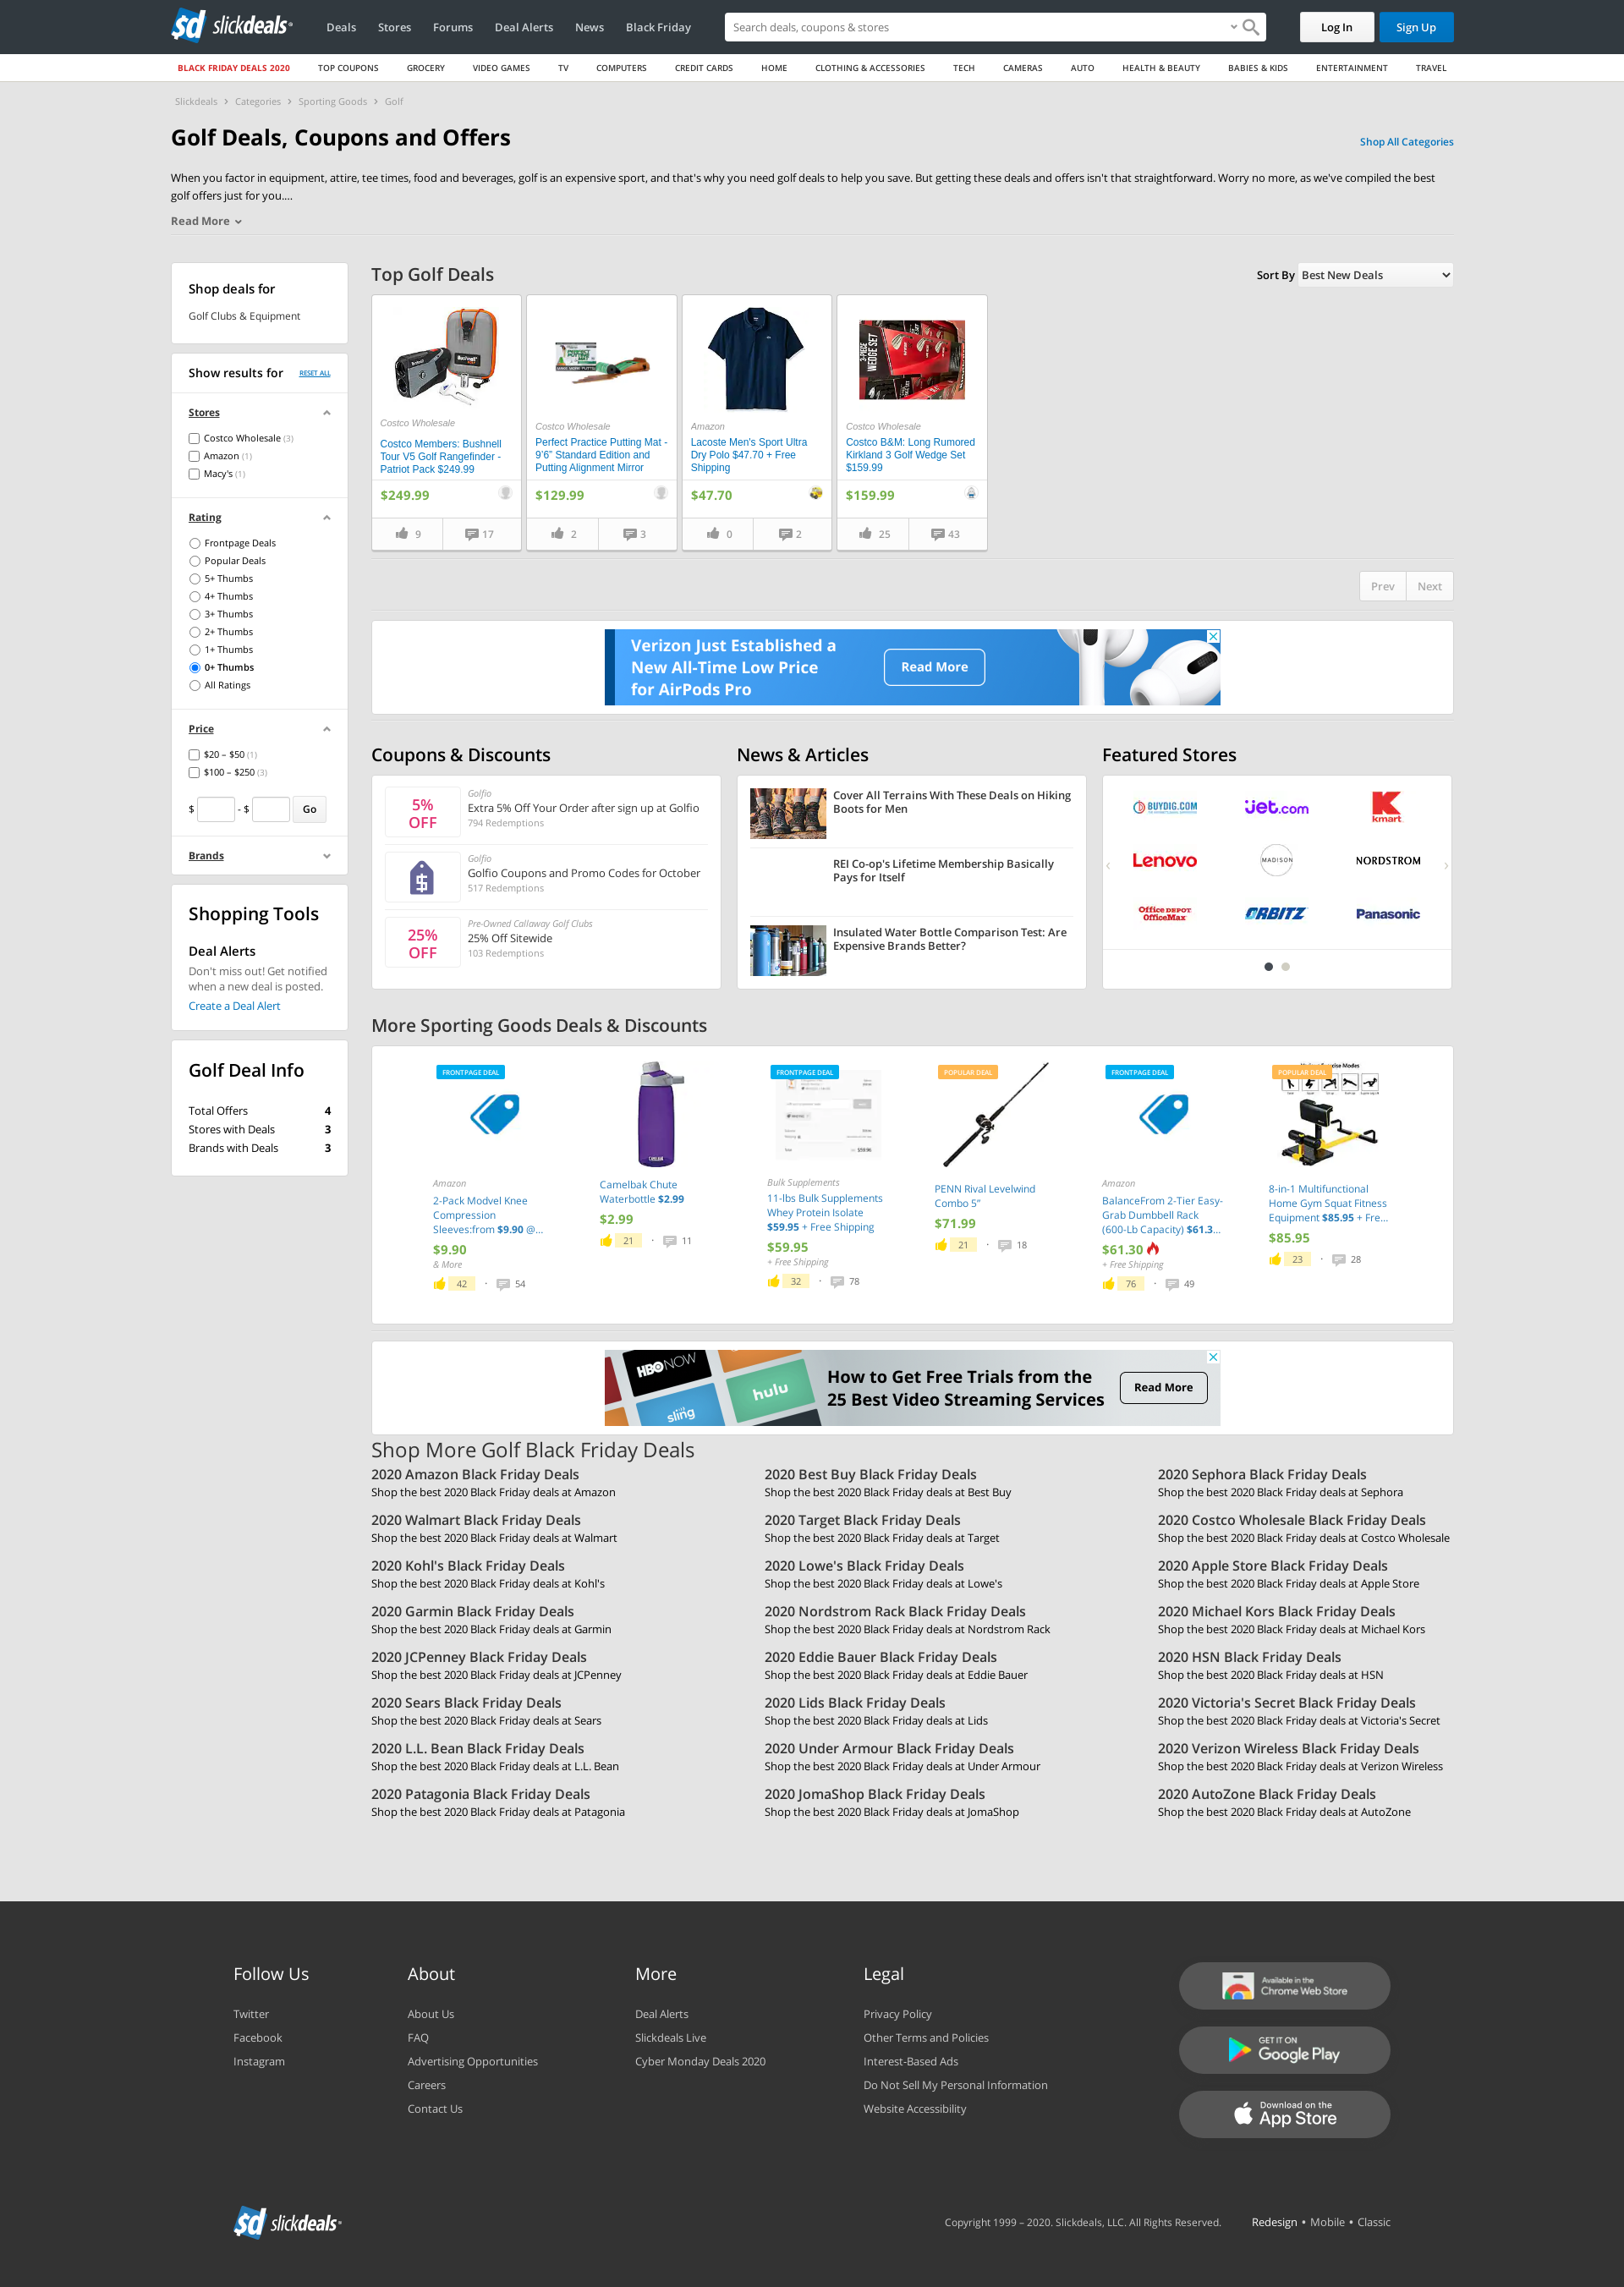 slickdeals
Deals Stores Forums Deal Alerts News Black Friday
Search deals, coupons & stores
Log In
Sign Up
BLACK FRIDAY DEALS 2020 TOP COUPONS GROCERY VIDEO GAMES TV COMPUTERS CREDIT CARDS HOME CLOTHING & ACCESSORIES TECH CAMERAS AUTO HEALTH & BEAUTY BABIES & KIDS ENTERTAINMENT TRAVEL
Slickdeals › Categories › Sporting Goods › Golf
Golf Deals, Coupons and Offers
Shop All Categories
When you factor in equipment, attire, tee times, food and beverages, golf is an expensive sport, and that's why you need golf deals to help you save. But getting these deals and offers isn't that straightforward. Worry no more, as we've compiled the best
golf offers just for you....
Read More
Shop deals for
Golf Clubs & Equipment
Show results for RESET ALL
Stores
Costco Wholesale (3)
Amazon (1)
Macy's (1)
Rating
Frontpage Deals
Popular Deals
5+ Thumbs
4+ Thumbs
3+ Thumbs
2+ Thumbs
1+ Thumbs
0+ Thumbs
All Ratings
Price
$20 – $50 (1)
$100 – $250 (3)
$ - $ Go
Brands
Shopping Tools
Deal Alerts
Don't miss out! Get notified
when a new deal is posted.
Create a Deal Alert
Golf Deal Info
Total Offers 4
Stores with Deals 3
Brands with Deals 3
Top Golf Deals
Sort By Best New Deals
Costco Wholesale
Costco Members: Bushnell
Tour V5 Golf Rangefinder -
Patriot Pack $249.99
$249.99
9 17
Costco Wholesale
Perfect Practice Putting Mat -
9'6" Standard Edition and
Putting Alignment Mirror
$129.99
2 3
Amazon
Lacoste Men's Sport Ultra
Dry Polo $47.70 + Free
Shipping
$47.70
0 2
3-PIECE
WEDGE SET
Costco Wholesale
Costco B&M: Long Rumored
Kirkland 3 Golf Wedge Set
$159.99
$159.99
25 43
Prev Next
Verizon Just Established a
New All-Time Low Price
for AirPods Pro
Read More
Coupons & Discounts
5%
OFF
Golfio
Extra 5% Off Your Order after sign up at Golfio
794 Redemptions
Golfio
Golfio Coupons and Promo Codes for October
517 Redemptions
25%
OFF
Pre-Owned Callaway Golf Clubs
25% Off Sitewide
103 Redemptions
News & Articles
Cover All Terrains With These Deals on Hiking
Boots for Men
REI Co-op's Lifetime Membership Basically
Pays for Itself
Insulated Water Bottle Comparison Test: Are
Expensive Brands Better?
Featured Stores
BUYDIG.COM
jet.com
kmart
Lenovo
MADISON
NORDSTROM
Office DEPOT
OfficeMax
ORBITZ
Panasonic
More Sporting Goods Deals & Discounts
FRONTPAGE DEAL
Amazon
2-Pack Modvel Knee
Compression
Sleeves:from $9.90 @...
$9.90
& More
42 · 54
Camelbak Chute
Waterbottle $2.99
$2.99
21 · 11
FRONTPAGE DEAL
Bulk Supplements
11-lbs Bulk Supplements
Whey Protein Isolate
$59.95 + Free Shipping
$59.95
+ Free Shipping
32 · 78
POPULAR DEAL
PENN Rival Levelwind
Combo 5"
$71.99
21 · 18
FRONTPAGE DEAL
Amazon
BalanceFrom 2-Tier Easy-
Grab Dumbbell Rack
(600-Lb Capacity) $61.3...
$61.30
+ Free Shipping
76 · 49
POPULAR DEAL
8-in-1 Multifunctional
Home Gym Squat Fitness
Equipment $85.95 + Fre...
$85.95
23 · 28
HBO NOW
hulu
sling
How to Get Free Trials from the
25 Best Video Streaming Services
Read More
Shop More Golf Black Friday Deals
2020 Amazon Black Friday Deals
Shop the best 2020 Black Friday deals at Amazon
2020 Best Buy Black Friday Deals
Shop the best 2020 Black Friday deals at Best Buy
2020 Sephora Black Friday Deals
Shop the best 2020 Black Friday deals at Sephora
2020 Walmart Black Friday Deals
Shop the best 2020 Black Friday deals at Walmart
2020 Target Black Friday Deals
Shop the best 2020 Black Friday deals at Target
2020 Costco Wholesale Black Friday Deals
Shop the best 2020 Black Friday deals at Costco Wholesale
2020 Kohl's Black Friday Deals
Shop the best 2020 Black Friday deals at Kohl's
2020 Lowe's Black Friday Deals
Shop the best 2020 Black Friday deals at Lowe's
2020 Apple Store Black Friday Deals
Shop the best 2020 Black Friday deals at Apple Store
2020 Garmin Black Friday Deals
Shop the best 2020 Black Friday deals at Garmin
2020 Nordstrom Rack Black Friday Deals
Shop the best 2020 Black Friday deals at Nordstrom Rack
2020 Michael Kors Black Friday Deals
Shop the best 2020 Black Friday deals at Michael Kors
2020 JCPenney Black Friday Deals
Shop the best 2020 Black Friday deals at JCPenney
2020 Eddie Bauer Black Friday Deals
Shop the best 2020 Black Friday deals at Eddie Bauer
2020 HSN Black Friday Deals
Shop the best 2020 Black Friday deals at HSN
2020 Sears Black Friday Deals
Shop the best 2020 Black Friday deals at Sears
2020 Lids Black Friday Deals
Shop the best 2020 Black Friday deals at Lids
2020 Victoria's Secret Black Friday Deals
Shop the best 2020 Black Friday deals at Victoria's Secret
2020 L.L. Bean Black Friday Deals
Shop the best 2020 Black Friday deals at L.L. Bean
2020 Under Armour Black Friday Deals
Shop the best 2020 Black Friday deals at Under Armour
2020 Verizon Wireless Black Friday Deals
Shop the best 2020 Black Friday deals at Verizon Wireless
2020 Patagonia Black Friday Deals
Shop the best 2020 Black Friday deals at Patagonia
2020 JomaShop Black Friday Deals
Shop the best 2020 Black Friday deals at JomaShop
2020 AutoZone Black Friday Deals
Shop the best 2020 Black Friday deals at AutoZone
Follow Us
Twitter
Facebook
Instagram
About
About Us
FAQ
Advertising Opportunities
Careers
Contact Us
More
Deal Alerts
Slickdeals Live
Cyber Monday Deals 2020
Legal
Privacy Policy
Other Terms and Policies
Interest-Based Ads
Do Not Sell My Personal Information
Website Accessibility
Available in the
Chrome Web Store
GET IT ON
Google Play
Download on the
App Store
slickdeals
Copyright 1999 – 2020. Slickdeals, LLC. All Rights Reserved.
Redesign • Mobile • Classic